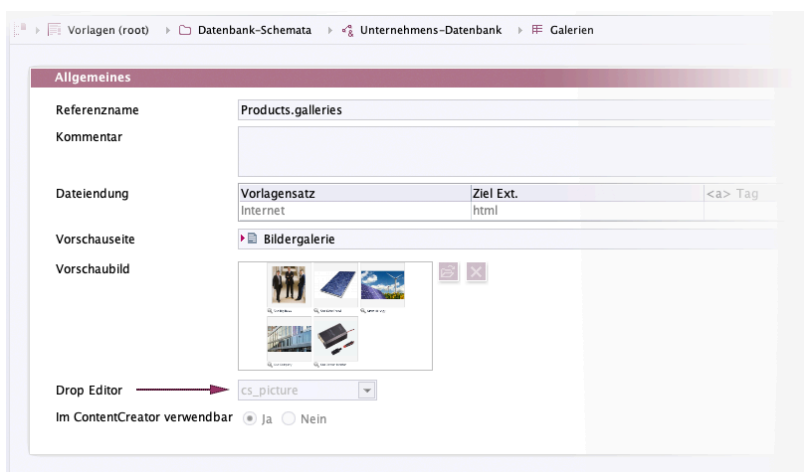 Vorlagen (root) Datenbank-Schemata Unternehmens-Datenbank Galerien
Allgemeines
Referenzname Products.galleries
Kommentar
Dateiendung Vorlagensatz Ziel Ext. <a> Tag
Internet html
Vorschauseite Bildergalerie
Vorschaubild
Drop Editor cs_picture
Im ContentCreator verwendbar Ja Nein